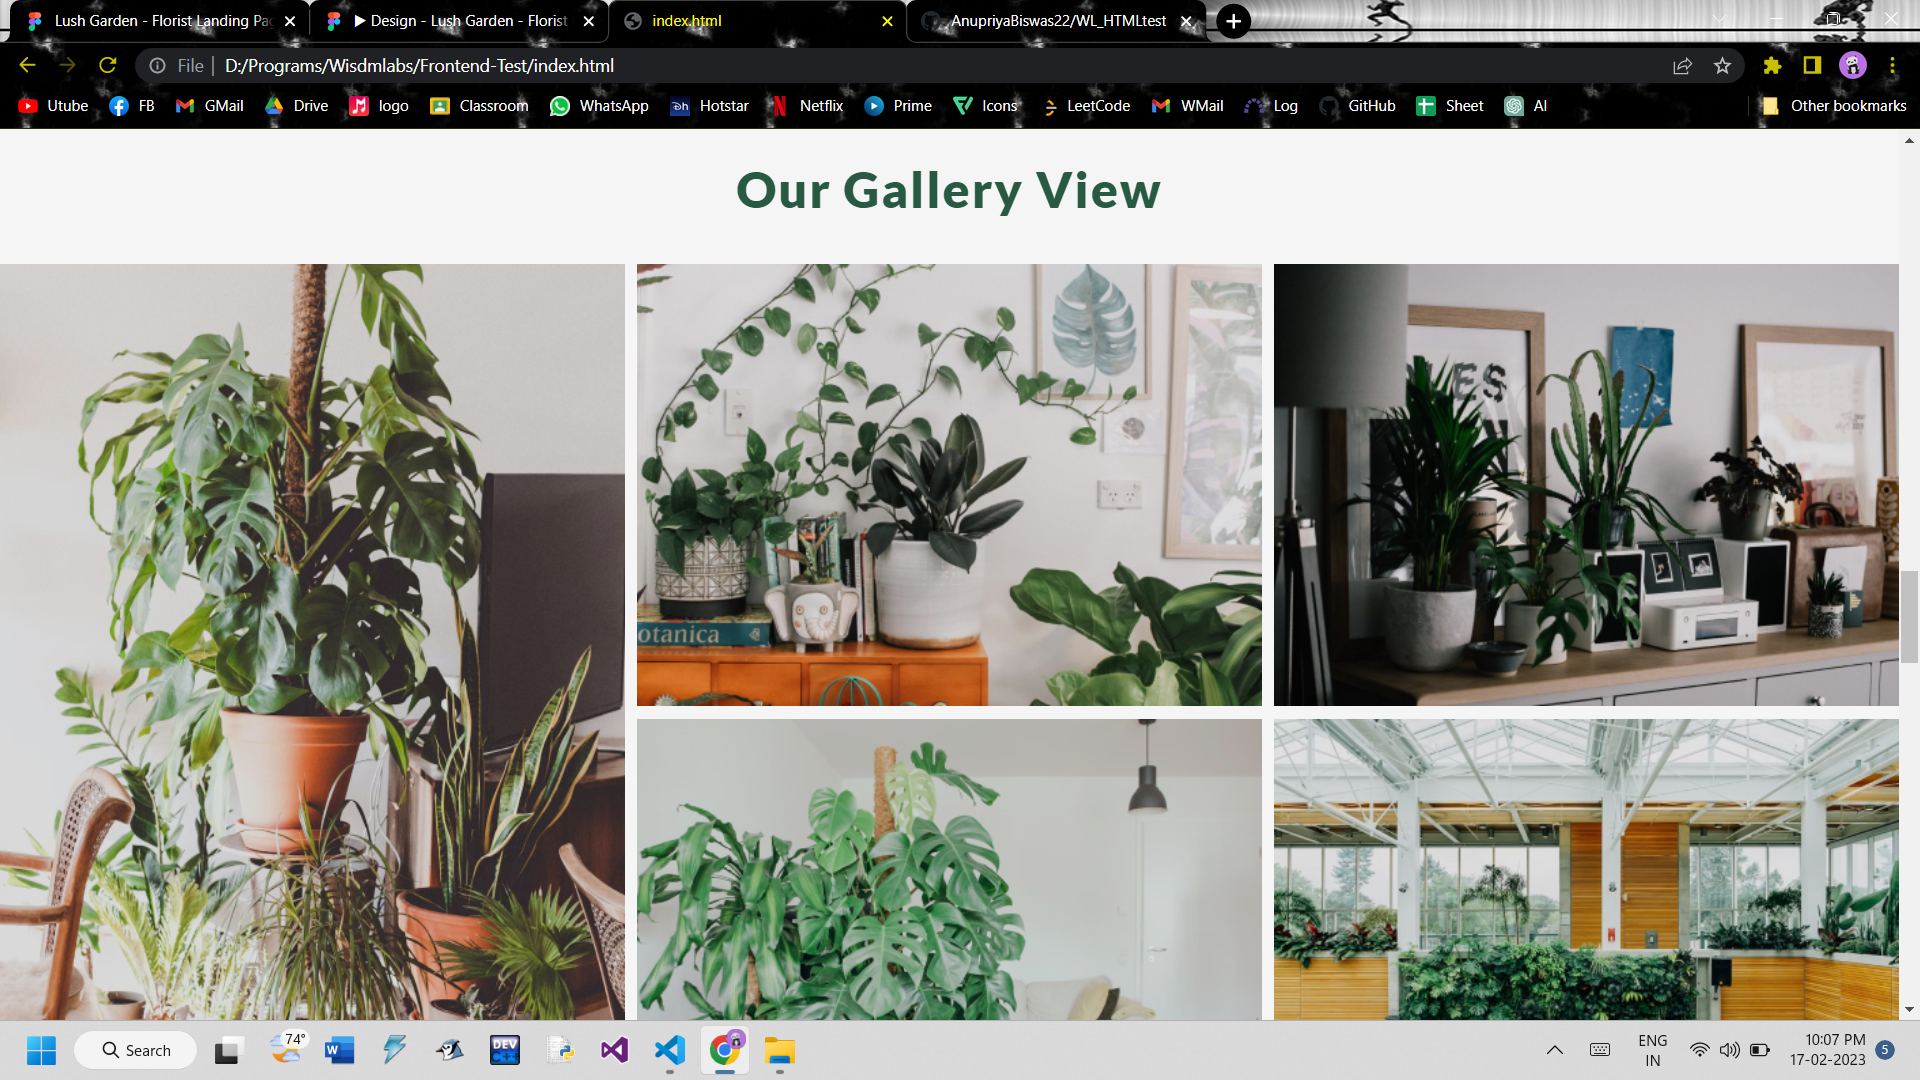 Lush Garden - Florist Landing Pa
▶ Design - Lush Garden - Florist
index.html
AnupriyaBiswas22/WL_HTMLtest
File | D:/Programs/Wisdmlabs/Frontend-Test/index.html
Utube FB GMail Drive logo Classroom WhatsApp Hotstar Netflix Prime Icons LeetCode WMail Log GitHub Sheet AI Other bookmarks
Our Gallery View
ES
otanica
Search 74° DEV C++ ENG 10:07 PM
IN 17-02-2023 5